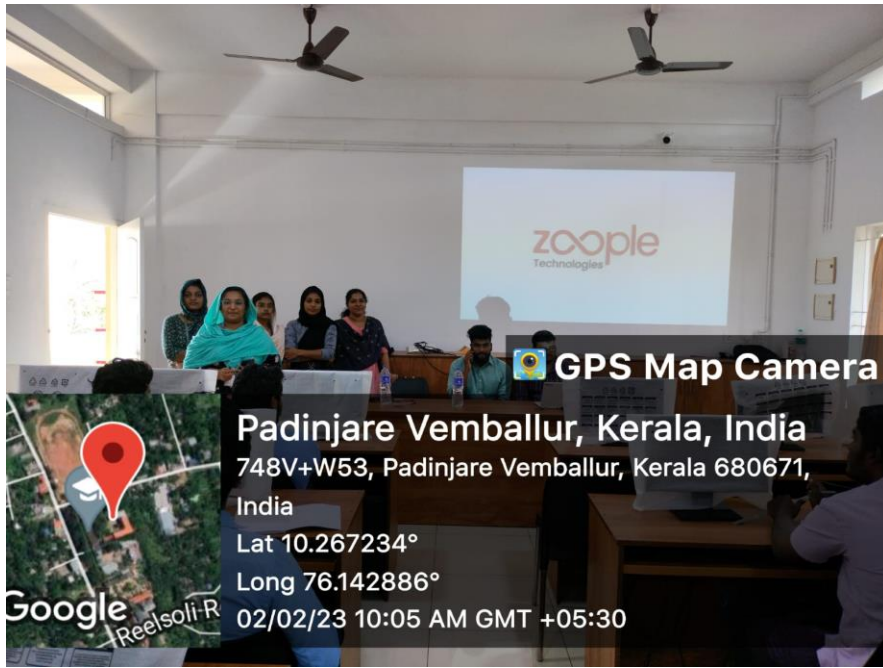 zoople
Technologies
GPS Map Camera
Padinjare Vemballur, Kerala, India
748V+W53, Padinjare Vemballur, Kerala 680671,
India
Lat 10.267234°
Long 76.142886°
02/02/23 10:05 AM GMT +05:30
Google
Reelsoli-R